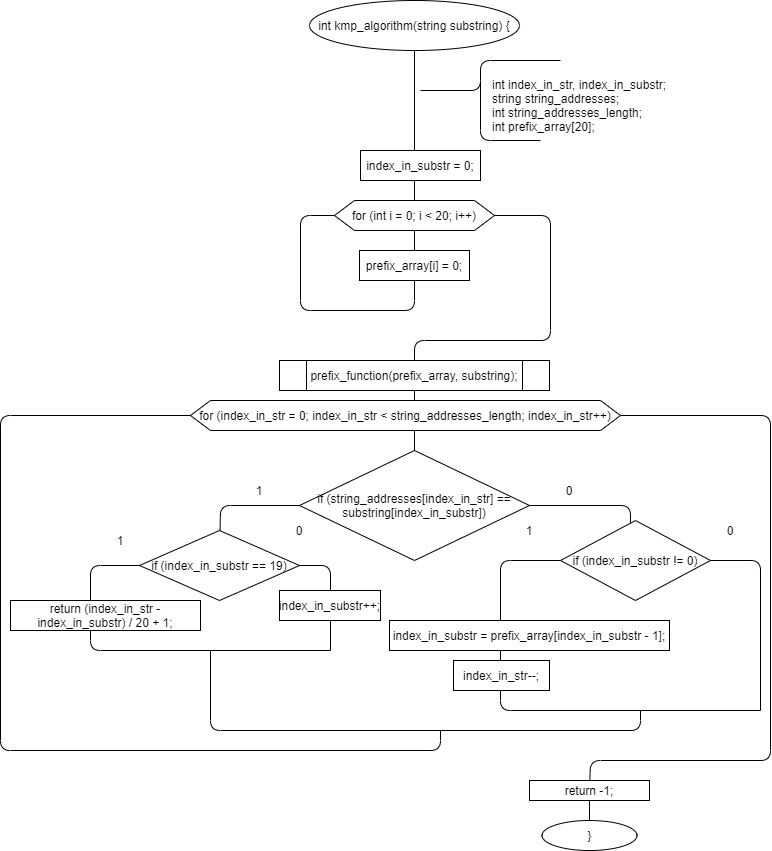 int kmp_algorithm(string substring) {
int index_in_str, index_in_substr;
string string_addresses;
int string_addresses_length;
int prefix_array[20];
index_in_substr = 0;
for (int i = 0; i < 20; i++)
prefix_array[i] = 0;
prefix_function(prefix_array, substring);
for (index_in_str = 0; index_in_str < string_addresses_length; index_in_str++)
if (string_addresses[index_in_str] ==
substring[index_in_substr])
1
0
1
0
1
0
if (index_in_substr == 19)
if (index_in_substr != 0)
return (index_in_str -
index_in_substr) / 20 + 1;
index_in_substr++;
index_in_substr = prefix_array[index_in_substr - 1];
index_in_str--;
return -1;
}